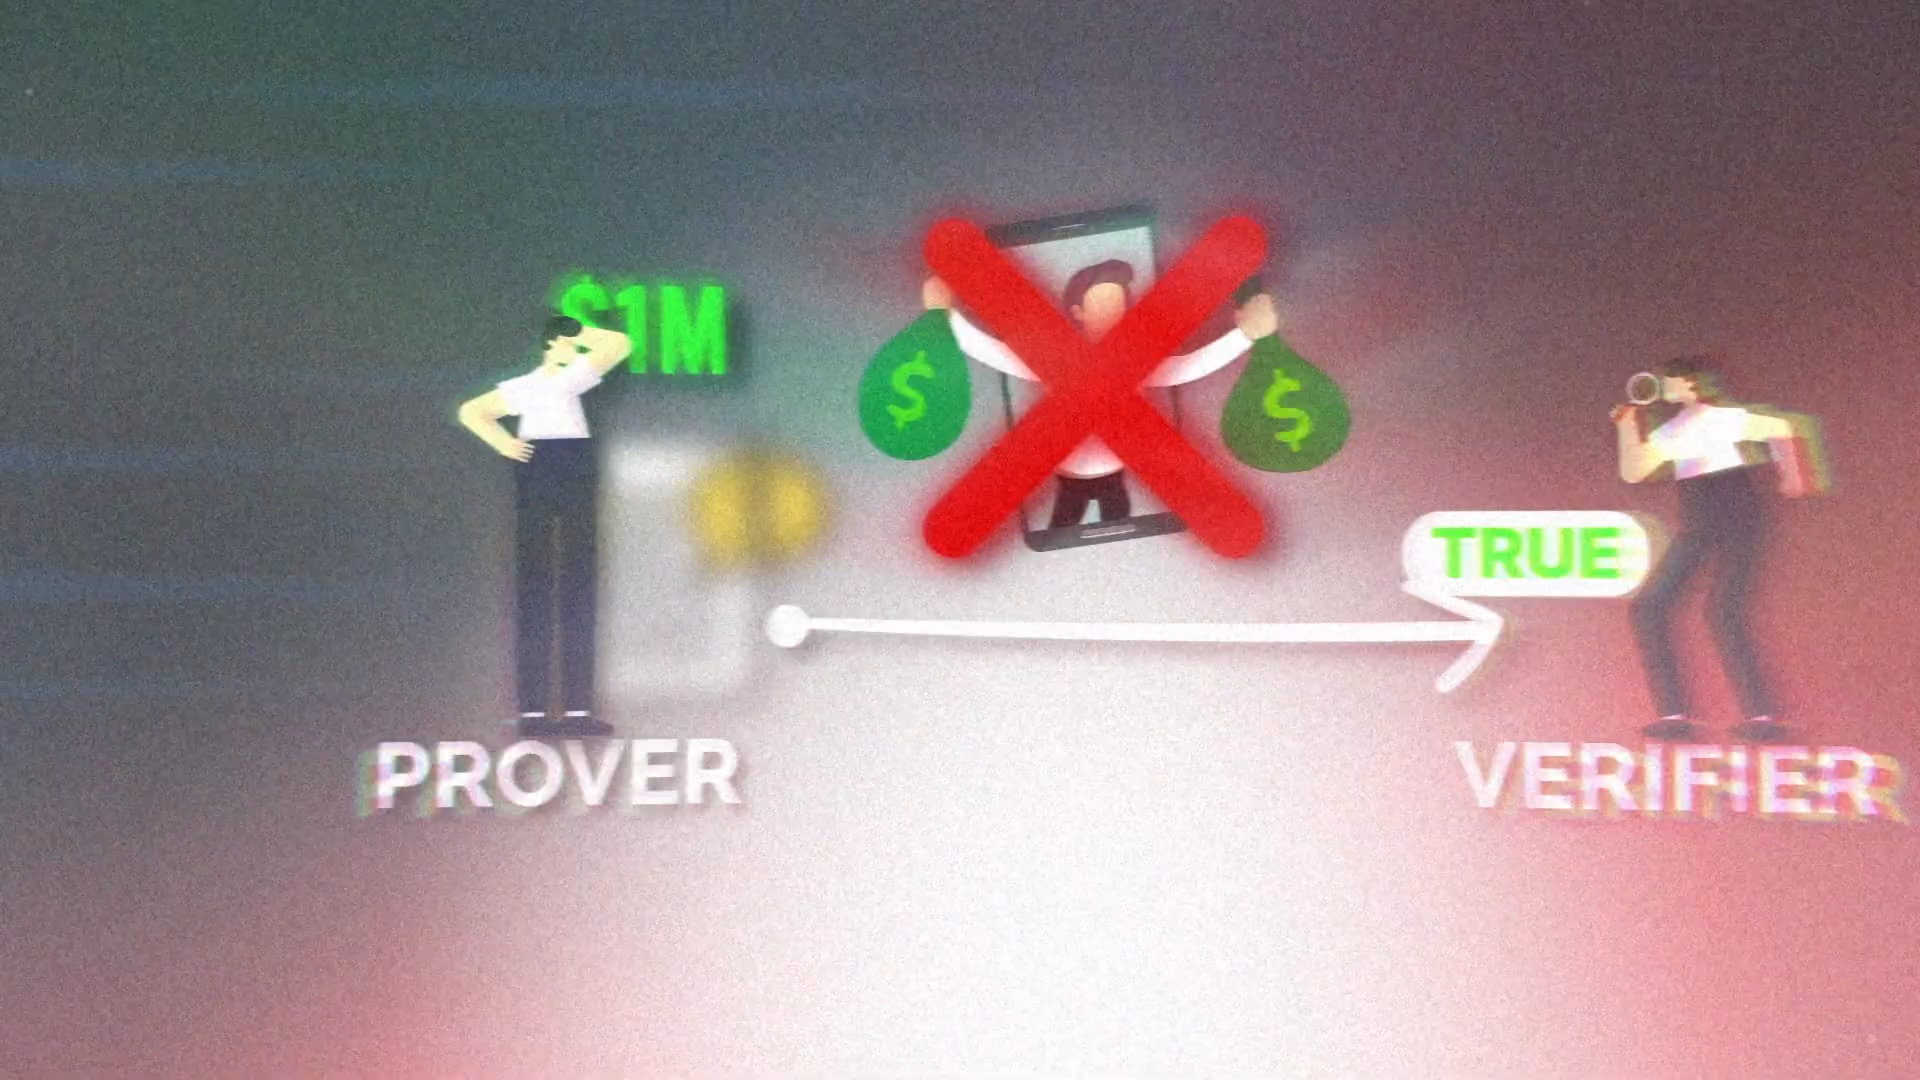 $1M
$
$
TRUE
PROVER
VERIFIER